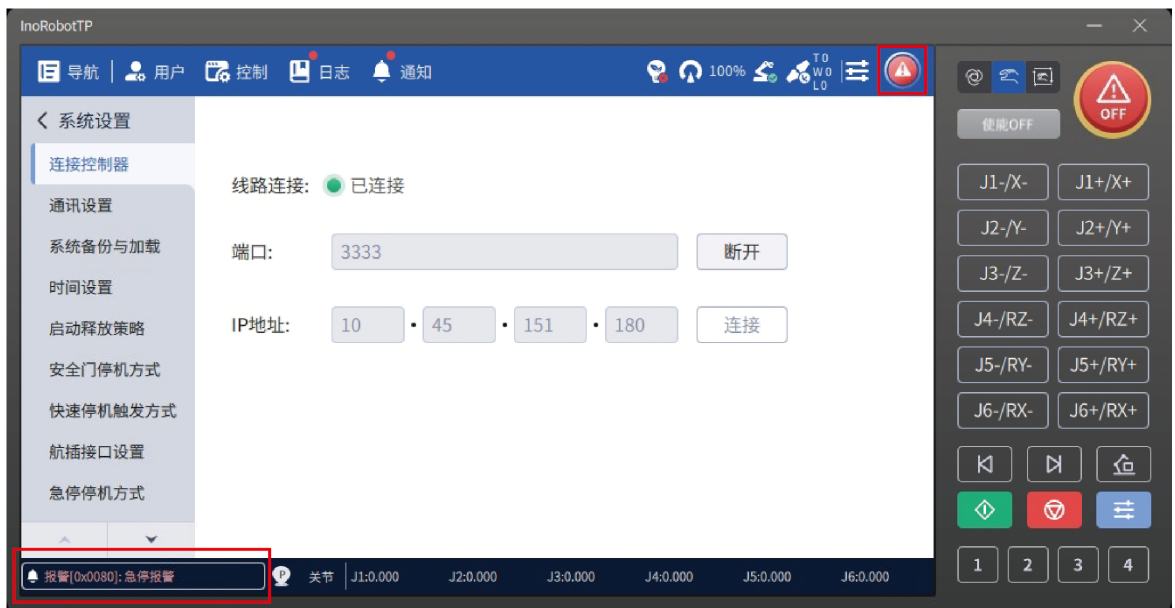 InoRobotTP
导航 用户 控制 日志 通知 100% T0 W0 L0
OFF
使能OFF
系统设置
连接控制器
通讯设置
系统备份与加载
时间设置
启动释放策略
安全门停机方式
快速停机触发方式
航插接口设置
急停停机方式
线路连接: 已连接
端口: 3333 断开
IP地址: 10 · 45 · 151 · 180 连接
J1-/X- J1+/X+
J2-/Y- J2+/Y+
J3-/Z- J3+/Z+
J4-/RZ- J4+/RZ+
J5-/RY- J5+/RY+
J6-/RX- J6+/RX+
1 2 3 4
报警[0x0080]: 急停报警 P 关节 J1:0.000 J2:0.000 J3:0.000 J4:0.000 J5:0.000 J6:0.000